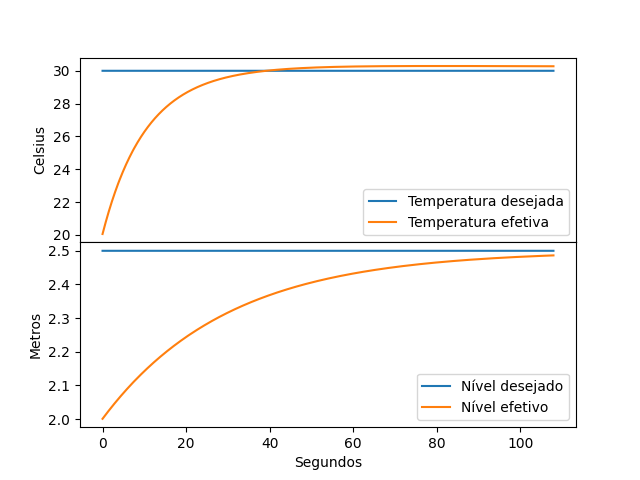 30
28
26
24
22
20
Celsius
Temperatura desejada
Temperatura efetiva
2.5
2.4
2.3
2.2
2.1
2.0
Metros
Nível desejado
Nível efetivo
0 20 40 60 80 100
Segundos